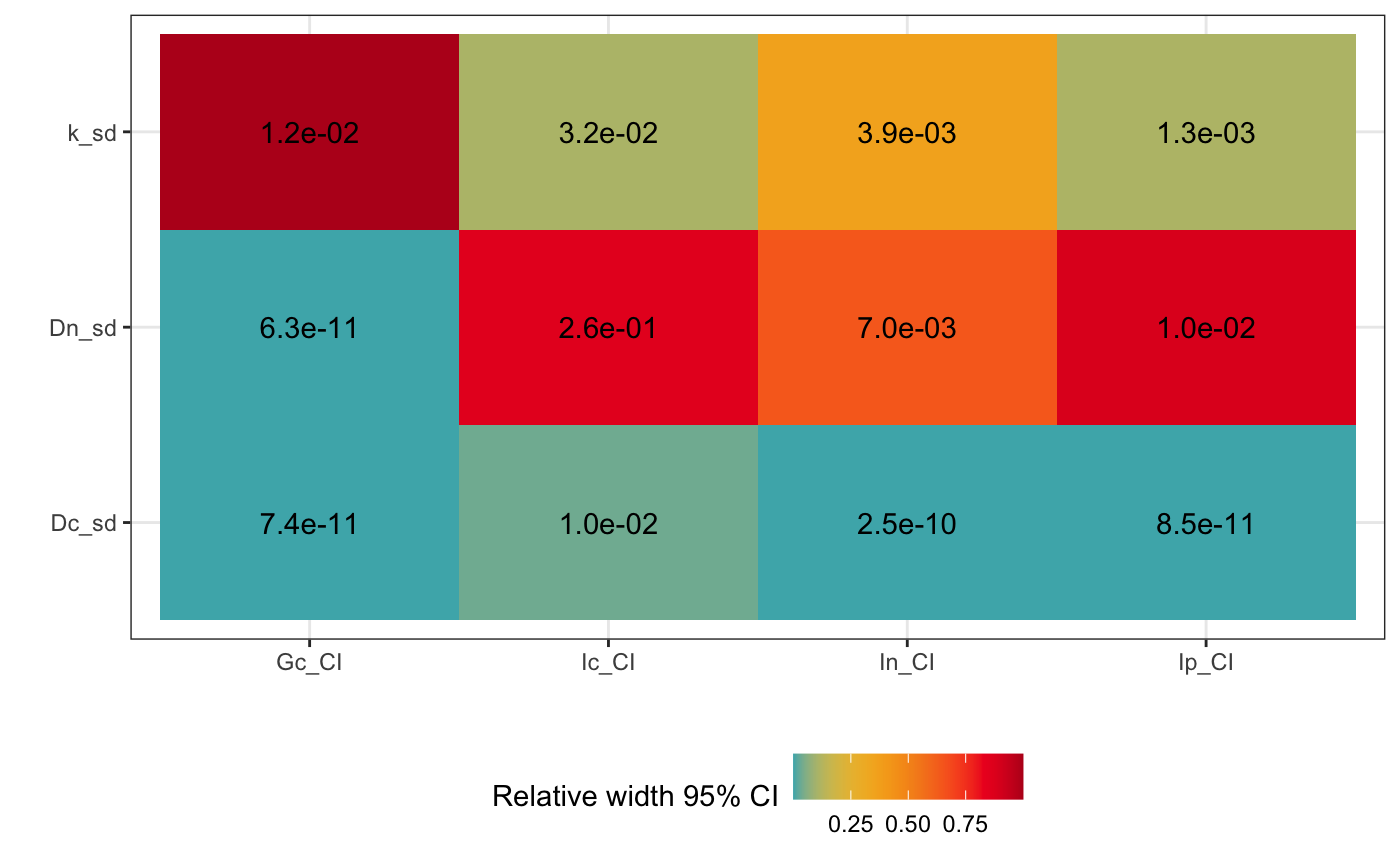 k_sd 1.2e-02 3.2e-02 3.9e-03 1.3e-03
Dn_sd 6.3e-11 2.6e-01 7.0e-03 1.0e-02
Dc_sd 7.4e-11 1.0e-02 2.5e-10 8.5e-11
Gc_CI Ic_CI In_CI Ip_CI
Relative width 95% CI
0.25 0.50 0.75